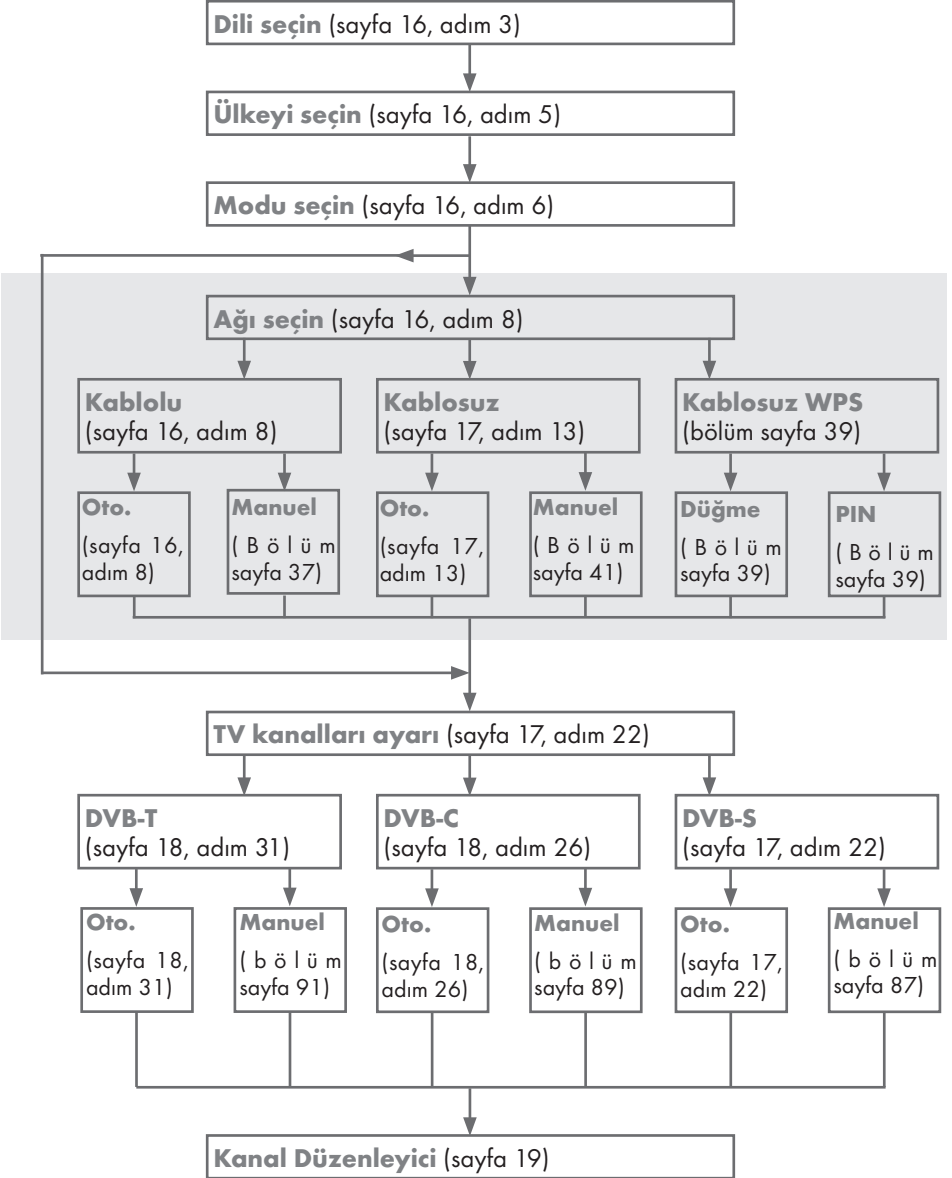 Dili seçin (sayfa 16, adım 3)
Ülkeyi seçin (sayfa 16, adım 5)
Modu seçin (sayfa 16, adım 6)
Ağı seçin (sayfa 16, adım 8)
Kablolu
(sayfa 16, adım 8)
Kablosuz
(sayfa 17, adım 13)
Kablosuz WPS
(bölüm sayfa 39)
Oto.
(sayfa 16,
adım 8)
Manuel
( B ö l ü m
sayfa 37)
Oto.
(sayfa 17,
adım 13)
Manuel
( B ö l ü m
sayfa 41)
Düğme
( B ö l ü m
sayfa 39)
PIN
( B ö l ü m
sayfa 39)
TV kanalları ayarı (sayfa 17, adım 22)
DVB-T
(sayfa 18, adım 31)
DVB-C
(sayfa 18, adım 26)
DVB-S
(sayfa 17, adım 22)
Oto.
(sayfa 18,
adım 31)
Manuel
( b ö l ü m
sayfa 91)
Oto.
(sayfa 18,
adım 26)
Manuel
( b ö l ü m
sayfa 89)
Oto.
(sayfa 17,
adım 22)
Manuel
( b ö l ü m
sayfa 87)
Kanal Düzenleyici (sayfa 19)